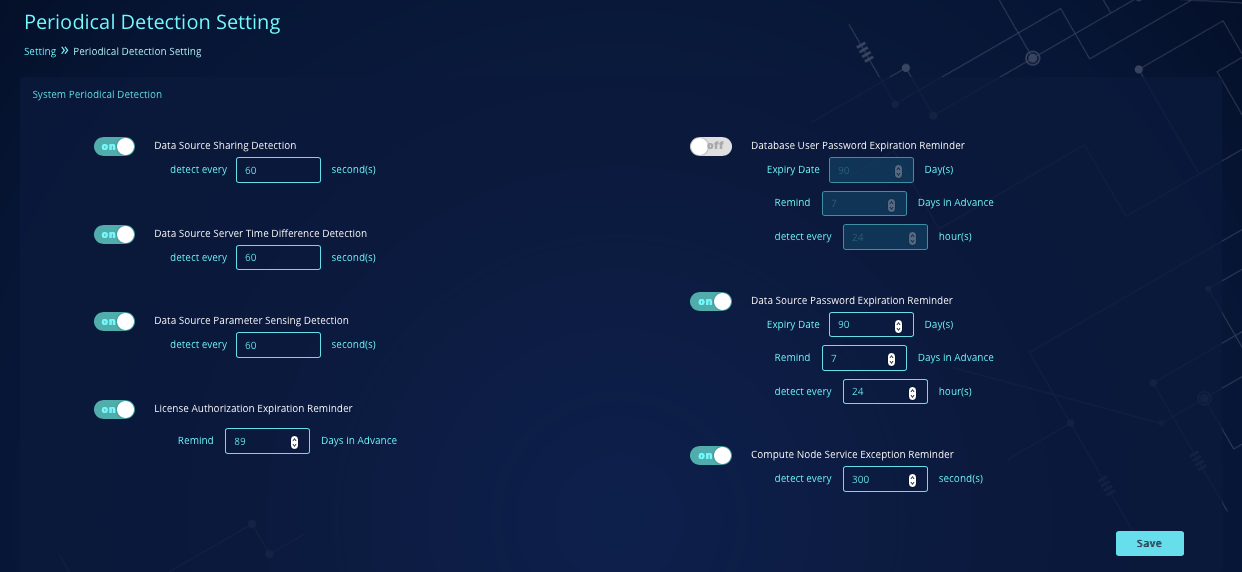 Periodical Detection Setting
Setting » Periodical Detection Setting
System Periodical Detection
on Data Source Sharing Detection
detect every 60 second(s)
on Data Source Server Time Difference Detection
detect every 60 second(s)
on Data Source Parameter Sensing Detection
detect every 60 second(s)
on License Authorization Expiration Reminder
Remind 89 Days in Advance
off Database User Password Expiration Reminder
Expiry Date 90 Day(s)
Remind 7 Days in Advance
detect every 24 hour(s)
on Data Source Password Expiration Reminder
Expiry Date 90 Day(s)
Remind 7 Days in Advance
detect every 24 hour(s)
on Compute Node Service Exception Reminder
detect every 300 second(s)
Save